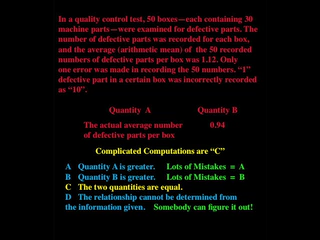 In a quality control test, 50 boxes—each containing 30
machine parts—were examined for defective parts. The
number of defective parts was recorded for each box,
and the average (arithmetic mean) of the 50 recorded
numbers of defective parts per box was 1.12. Only
one error was made in recording the 50 numbers. “1”
defective part in a certain box was incorrectly recorded
as “10”.
Quantity A Quantity B
The actual average number 0.94
of defective parts per box
Complicated Computations are “C”
A Quantity A is greater. Lots of Mistakes = A
B Quantity B is greater. Lots of Mistakes = B
C The two quantities are equal.
D The relationship cannot be determined from
the information given. Somebody can figure it out!